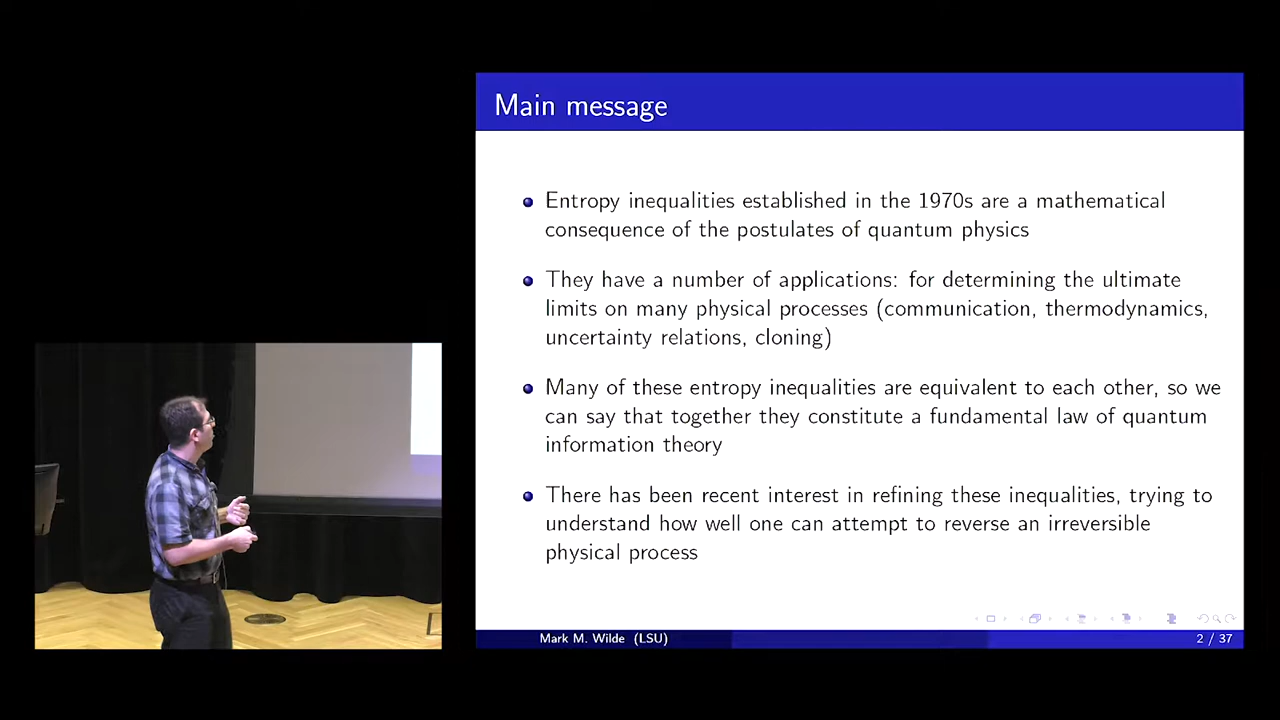 Main message
Entropy inequalities established in the 1970s are a mathematical
consequence of the postulates of quantum physics
They have a number of applications: for determining the ultimate
limits on many physical processes (communication, thermodynamics,
uncertainty relations, cloning)
Many of these entropy inequalities are equivalent to each other, so we
can say that together they constitute a fundamental law of quantum
information theory
There has been recent interest in refining these inequalities, trying to
understand how well one can attempt to reverse an irreversible
physical process
Mark M. Wilde (LSU)
2 / 37